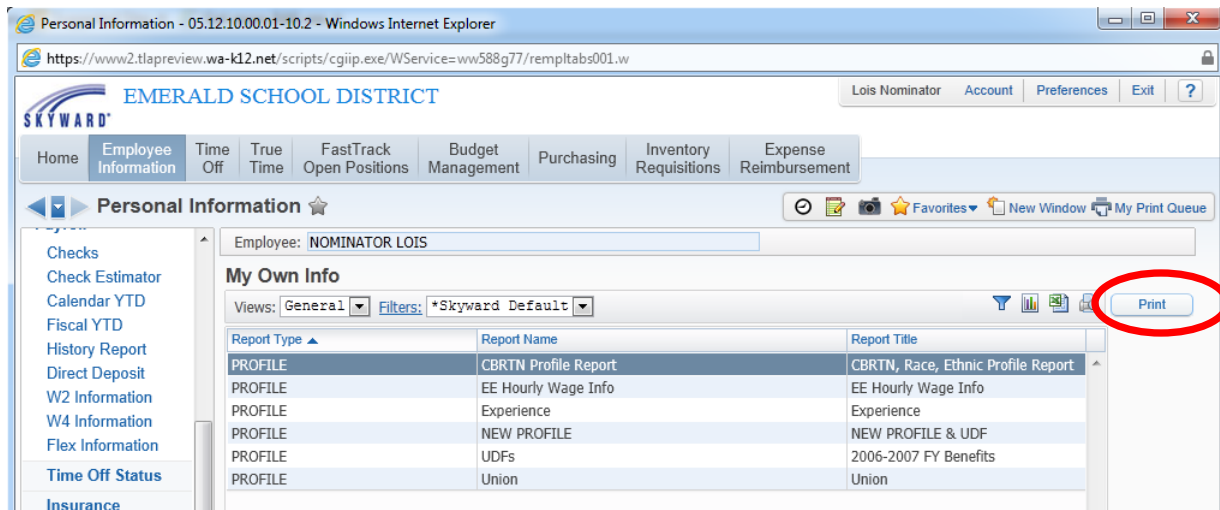 Personal Information - 05.12.10.00.01-10.2 - Windows Internet Explorer
https://www2.tlapreview.wa-k12.net/scripts/cgiip.exe/WService=ww588g77/rempltabs001.w
SKYWARD
EMERALD SCHOOL DISTRICT
Lois Nominator Account Preferences Exit ?
Home Employee Information Time Off True Time FastTrack Open Positions Budget Management Purchasing Inventory Requisitions Expense Reimbursement
Personal Information
Favorites New Window My Print Queue
Checks
Check Estimator
Calendar YTD
Fiscal YTD
History Report
Direct Deposit
W2 Information
W4 Information
Flex Information
Time Off Status
Insurance
Employee: NOMINATOR LOIS
My Own Info
Views: General Filters: *Skyward Default
Print
Report Type Report Name Report Title
PROFILE CBRTN Profile Report CBRTN, Race, Ethnic Profile Report
PROFILE EE Hourly Wage Info EE Hourly Wage Info
PROFILE Experience Experience
PROFILE NEW PROFILE NEW PROFILE & UDF
PROFILE UDFs 2006-2007 FY Benefits
PROFILE Union Union